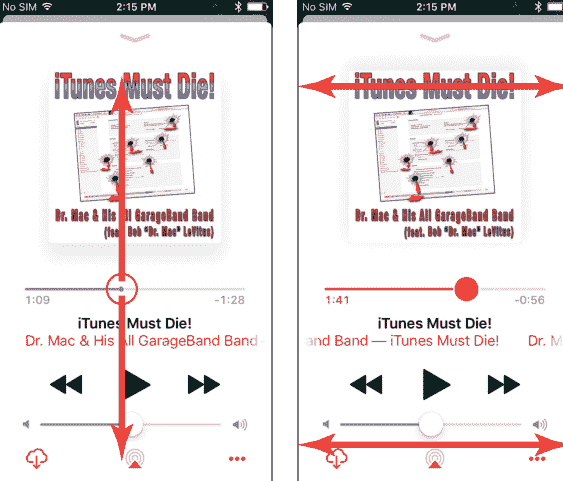 No SIM 2:15 PM
iTunes Must Die!
Dr. Mac & His All GarageBand Band
(feat. Bob "Dr. Mac" LeVitus)
1:09 -1:28
iTunes Must Die!
Dr. Mac & His All GarageBand Band
No SIM 2:15 PM
iTunes Must Die!
Dr. Mac & His All GarageBand Band
(feat. Bob "Dr. Mac" LeVitus)
1:41 -0:56
iTunes Must Die!
and Band — iTunes Must Die! Dr. M